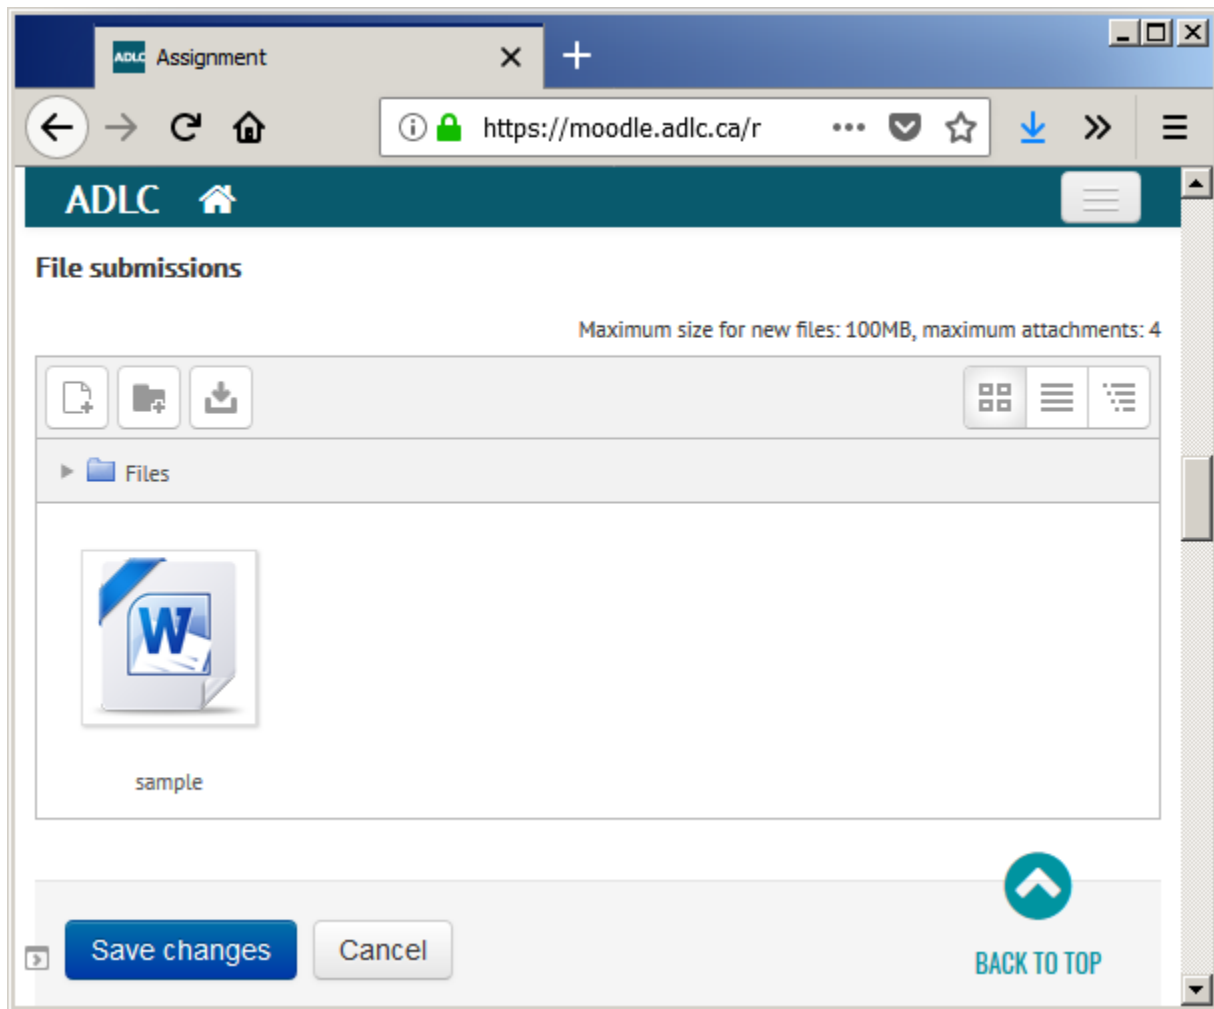 ADLC Assignment
https://moodle.adlc.ca/r
ADLC
File submissions
Maximum size for new files: 100MB, maximum attachments: 4
Files
W
sample
Save changes
Cancel
BACK TO TOP